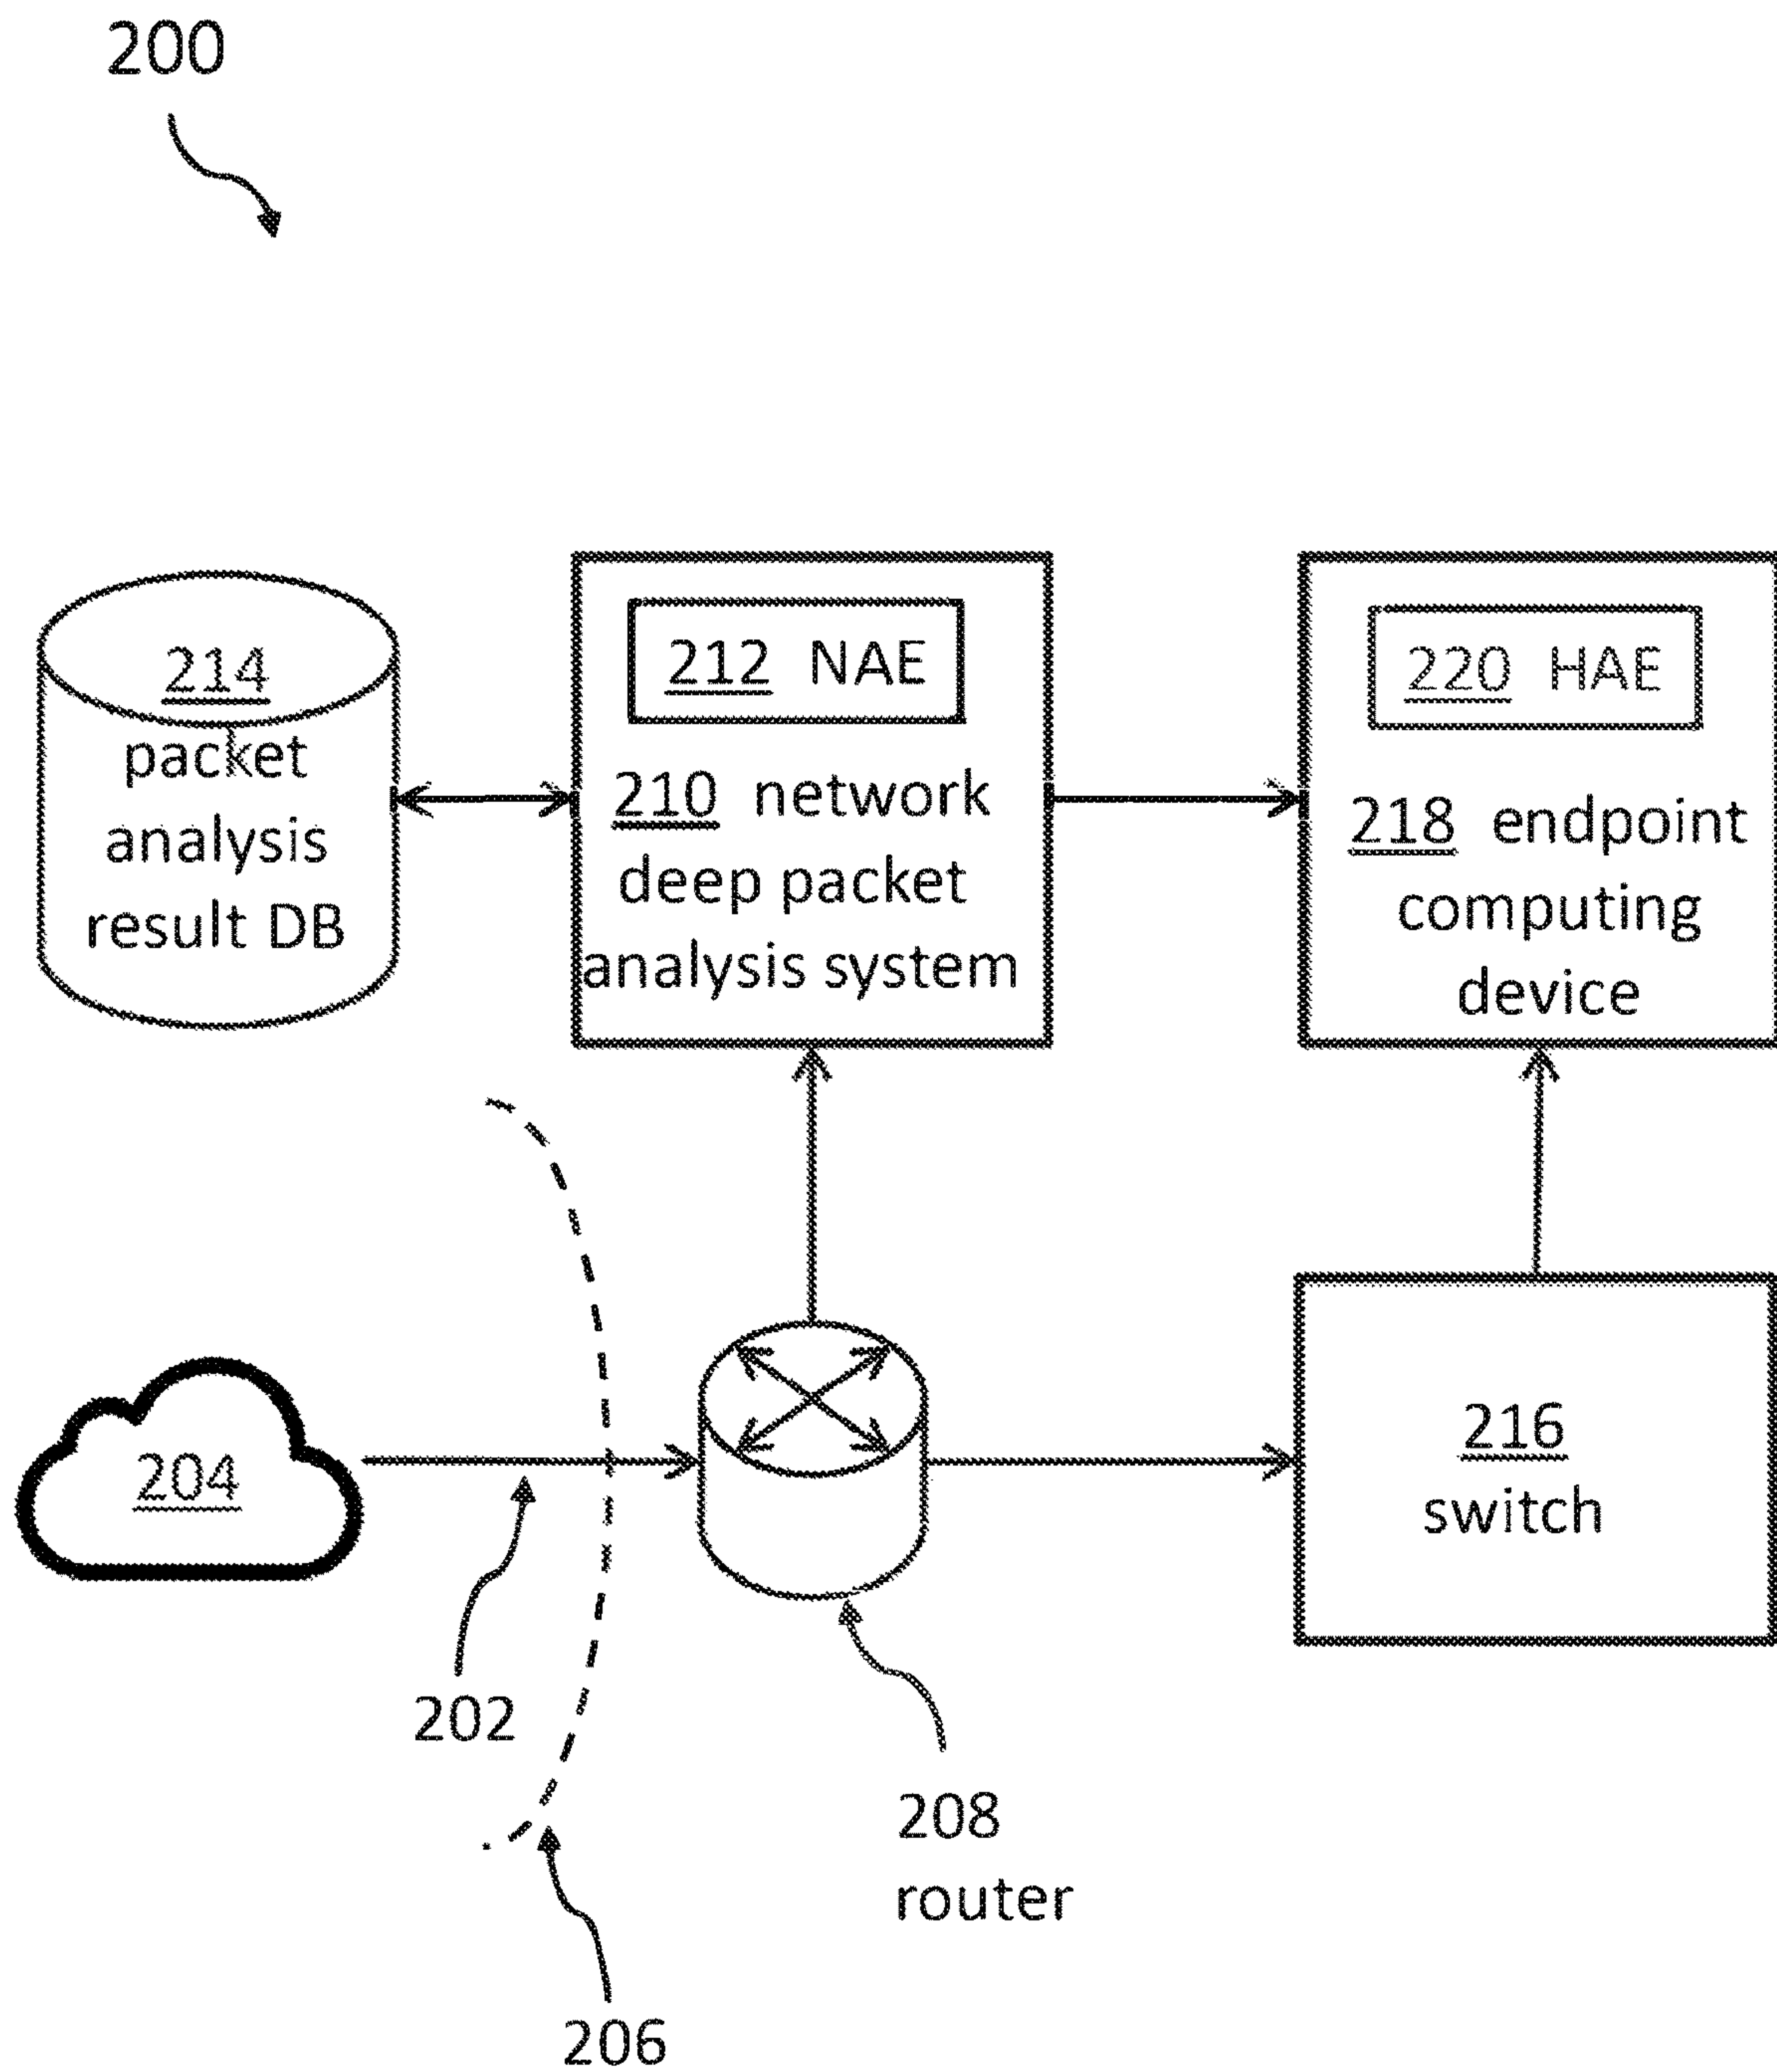 200
214
packet
analysis
result DB
212 NAE
210 network
deep packet
analysis system
220 HAE
218 endpoint
computing
device
204
202
206
208
router
216
switch